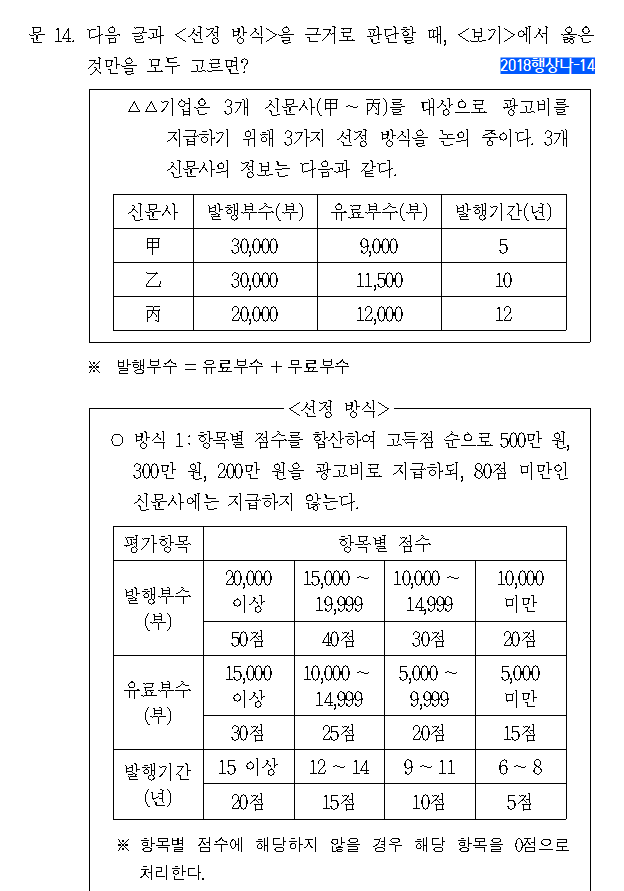 문 14. 다음 글과 <선정 방식>을 근거로 판단할 때, <보기>에서 옳은
것만을 모두 고르면?
2018행상나-14
△△기업은 3개 신문사(甲～丙)를 대상으로 광고비를
지급하기 위해 3가지 선정 방식을 논의 중이다. 3개
신문사의 정보는 다음과 같다.
신문사 발행부수(부) 유료부수(부) 발행기간(년)
甲 30,000 9,000 5
乙 30,000 11,500 10
丙 20,000 12,000 12
※ 발행부수 = 유료부수 + 무료부수
<선정 방식>
○ 방식 1 : 항목별 점수를 합산하여 고득점 순으로 500만 원,
300만 원, 200만 원을 광고비로 지급하되, 80점 미만인
신문사에는 지급하지 않는다.
평가항목 항목별 점수
발행부수
(부)
20,000
이상
15,000 ~
19,999
10,000 ~
14,999
10,000
미만
50점 40점 30점 20점
유료부수
(부)
15,000
이상
10,000 ~
14,999
5,000 ~
9,999
5,000
미만
30점 25점 20점 15점
발행기간
(년)
15 이상 12 ~ 14 9 ~ 11 6 ~ 8
20점 15점 10점 5점
※ 항목별 점수에 해당하지 않을 경우 해당 항목을 0점으로
처리한다.